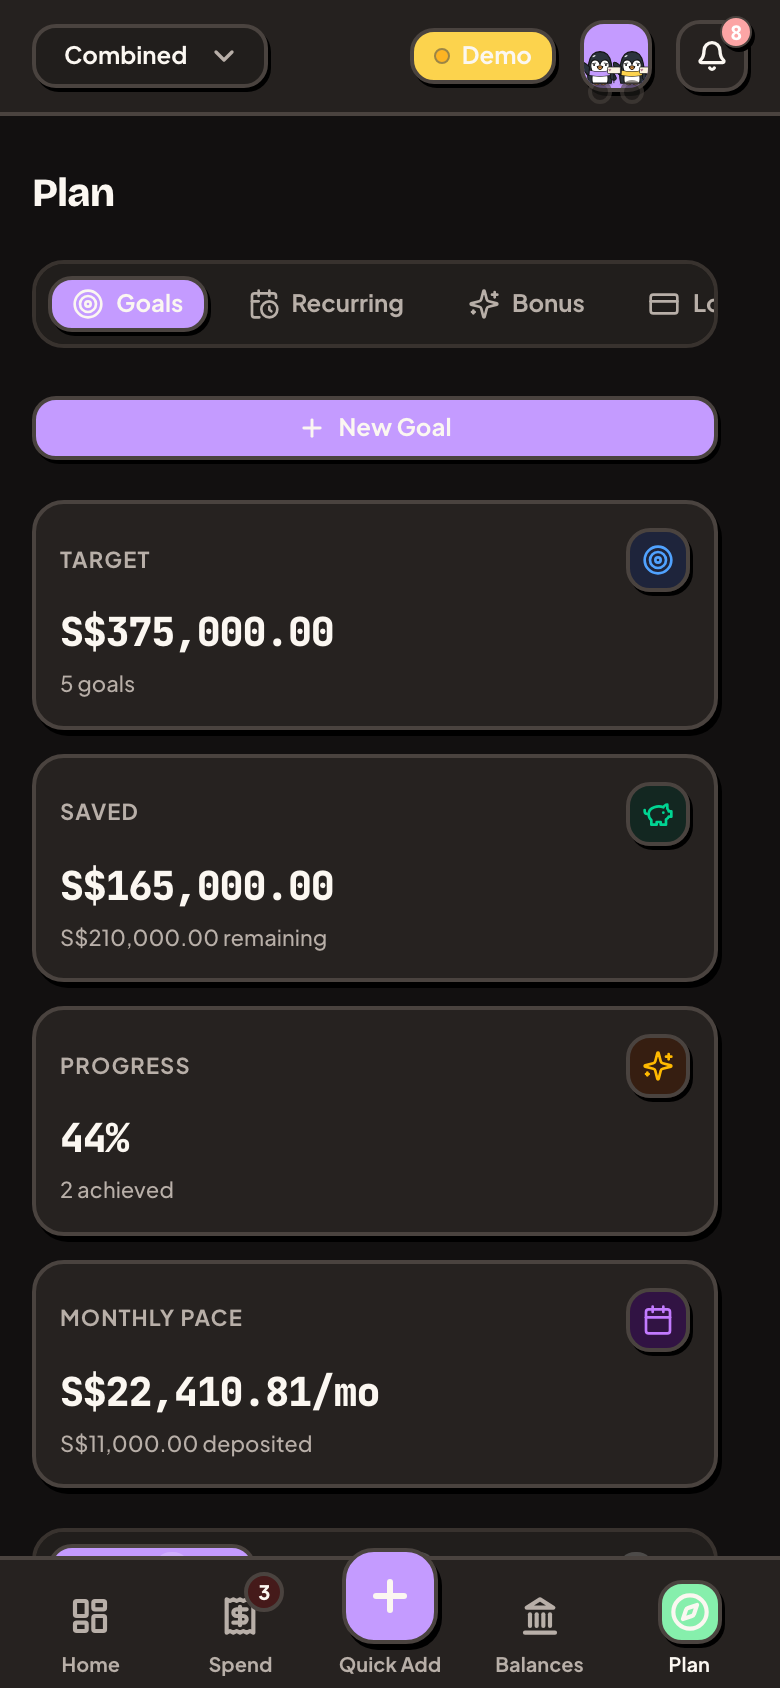 Combined
Demo
8
Plan
Goals
Recurring
Bonus
Lo
New Goal
TARGET
S$375,000.00
5 goals
SAVED
S$165,000.00
S$210,000.00 remaining
PROGRESS
44%
2 achieved
MONTHLY PACE
S$22,410.81/mo
S$11,000.00 deposited
3
Home
Spend
Quick Add
Balances
Plan